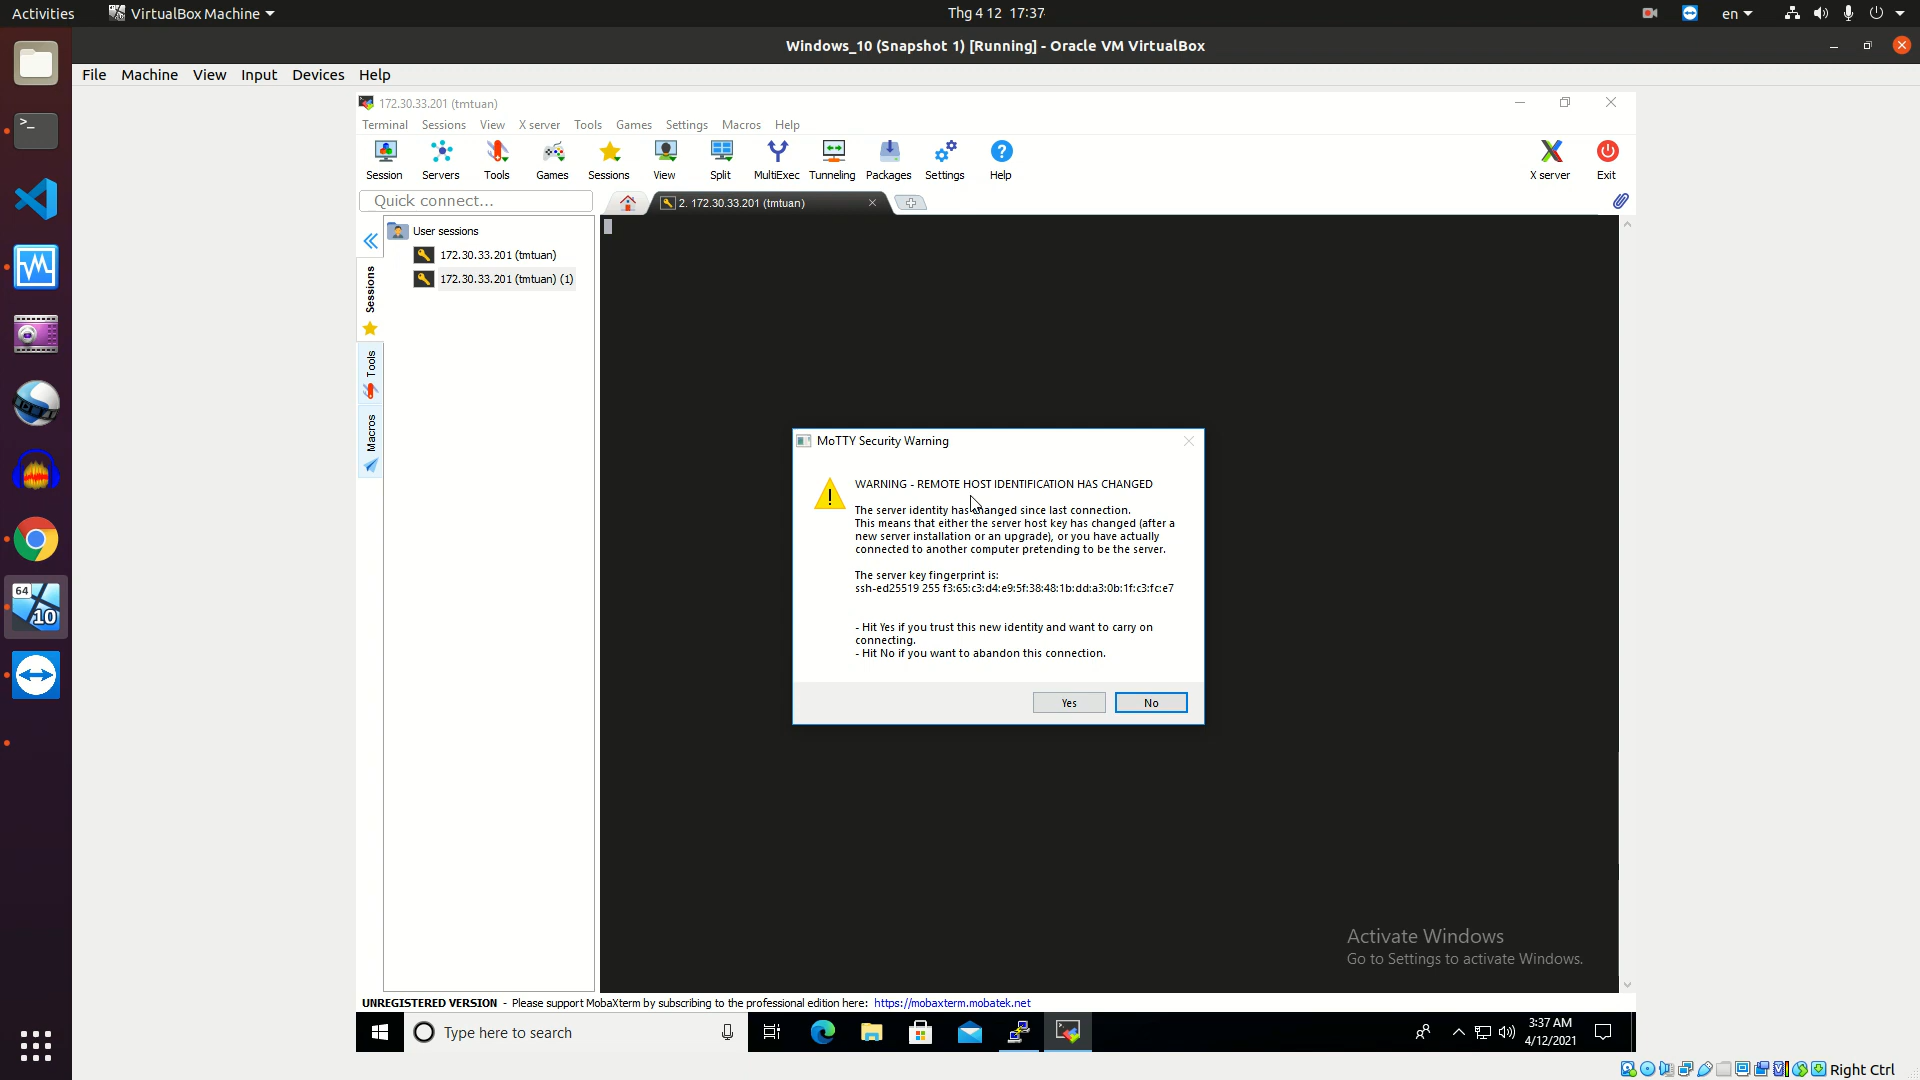 Activities
VirtualBox Machine
Thg 4 12 17:37
en
Windows_10 (Snapshot 1) [Running] - Oracle VM VirtualBox
File Machine View Input Devices Help
172.30.33.201 (tmtuan)
Terminal Sessions View X server Tools Games Settings Macros Help
Session Servers Tools Games Sessions View Split MultiExec Tunneling Packages Settings Help
X server Exit
Quick connect...
2. 172.30.33.201 (tmtuan)
User sessions
172.30.33.201 (tmtuan)
172.30.33.201 (tmtuan) (1)
Sessions
Tools
Macros
MoTTY Security Warning
WARNING - REMOTE HOST IDENTIFICATION HAS CHANGED
The server identity has changed since last connection.
This means that either the server host key has changed (after a
new server installation or an upgrade), or you have actually
connected to another computer pretending to be the server.
The server key fingerprint is:
ssh-ed25519 255 f3:65:c3:d4:e9:5f:38:48:1b:dd:a3:0b:1f:c3:fc:e7
- Hit Yes if you trust this new identity and want to carry on
connecting.
- Hit No if you want to abandon this connection.
Yes
No
64
10
Activate Windows
Go to Settings to activate Windows.
UNREGISTERED VERSION - Please support MobaXterm by subscribing to the professional edition here: https://mobaxterm.mobatek.net
Type here to search
3:37 AM
4/12/2021
Right Ctrl